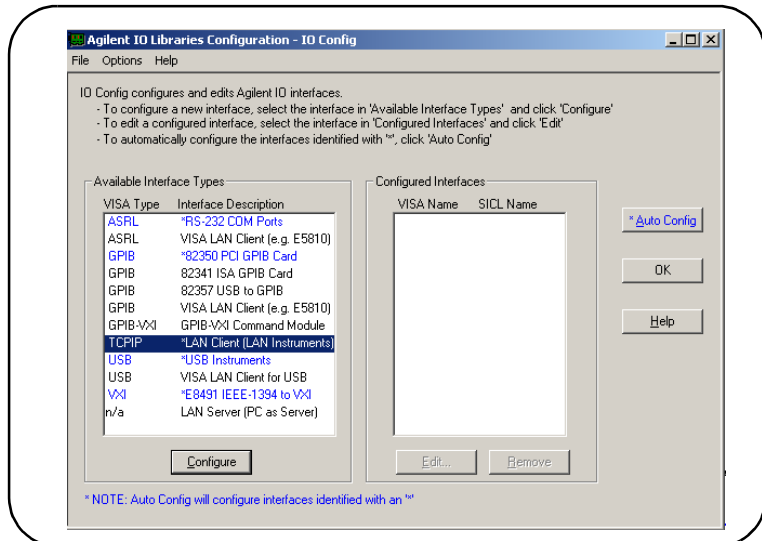 Agilent IO Libraries Configuration - IO Config
File Options Help
IO Config configures and edits Agilent IO interfaces.
- To configure a new interface, select the interface in 'Available Interface Types' and click 'Configure'
- To edit a configured interface, select the interface in 'Configured Interfaces' and click 'Edit'
- To automatically configure the interfaces identified with '*', click 'Auto Config'
Available Interface Types
VISA Type Interface Description
ASRL *RS-232 COM Ports
ASRL VISA LAN Client (e.g. E5810)
GPIB *82350 PCI GPIB Card
GPIB 82341 ISA GPIB Card
GPIB 82357 USB to GPIB
GPIB VISA LAN Client (e.g. E5810)
GPIB-VXI GPIB-VXI Command Module
TCPIP *LAN Client (LAN Instruments)
USB *USB Instruments
USB VISA LAN Client for USB
VXI *E8491 IEEE-1394 to VXI
n/a LAN Server (PC as Server)
Configure
Configured Interfaces
VISA Name SICL Name
Edit... Remove
* Auto Config
OK
Help
* NOTE: Auto Config will configure interfaces identified with an '*'